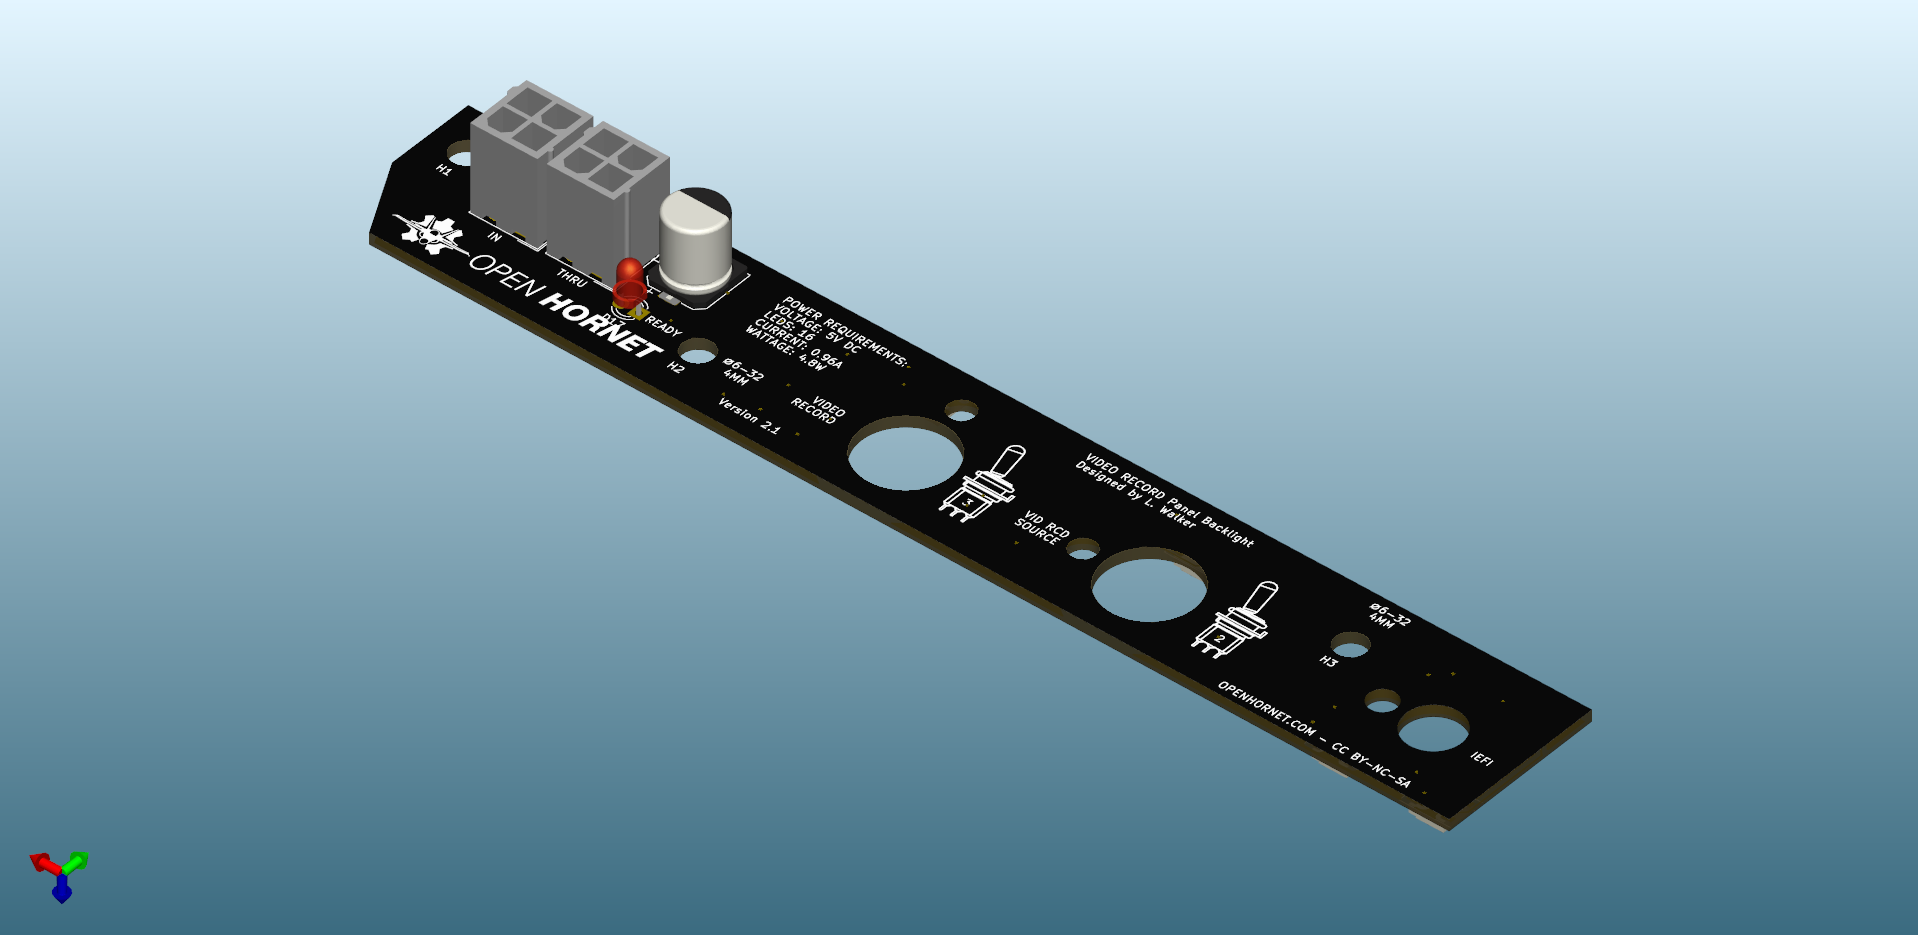 H1
IN
THRU
OPEN HORNET
READY
H2
ø6-32
4MM
POWER REQUIREMENTS:
VOLTAGE: 5V DC
LEDS: 16
CURRENT: 0.96A
WATTAGE: 4.8W
Version 2.1
VIDEO
RECORD
3
VID RCD
SOURCE
VIDEO RECORD Panel Backlight
Designed by L. Walker
2
ø6-32
4MM
H3
OPENHORNET.COM - CC BY-NC-SA
IEFI